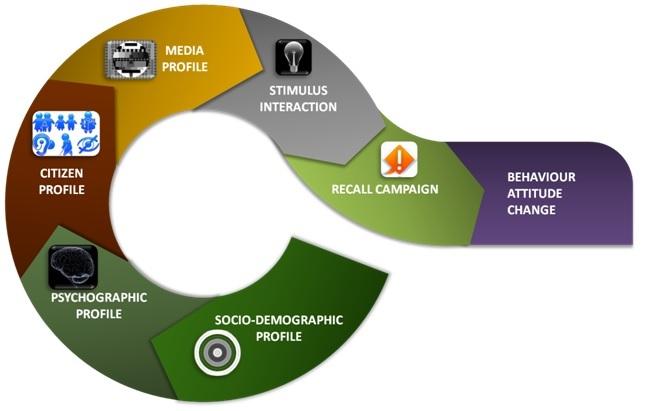 MEDIA
PROFILE
STIMULUS
INTERACTION
RECALL CAMPAIGN
BEHAVIOUR
ATTITUDE
CHANGE
CITIZEN
PROFILE
PSYCHOGRAPHIC
PROFILE
SOCIO-DEMOGRAPHIC
PROFILE